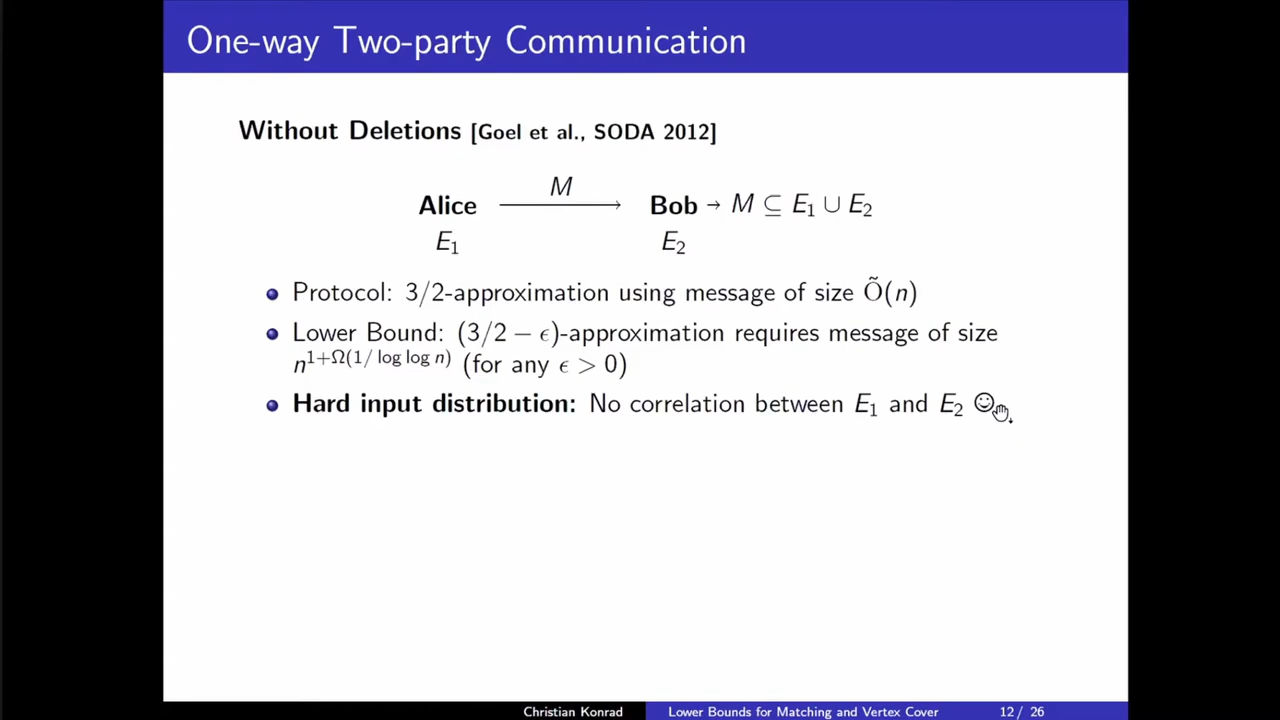 One-way Two-party Communication
Without Deletions [Goel et al., SODA 2012]
M
Alice ⟶ Bob → M ⊆ E₁ ∪ E₂
E₁ E₂
Protocol: 3/2-approximation using message of size Õ(n)
Lower Bound: (3/2 − ϵ)-approximation requires message of size
n^{1+Ω(1/ log log n)} (for any ϵ > 0)
Hard input distribution: No correlation between E₁ and E₂ ☺
Christian Konrad Lower Bounds for Matching and Vertex Cover 12/ 26